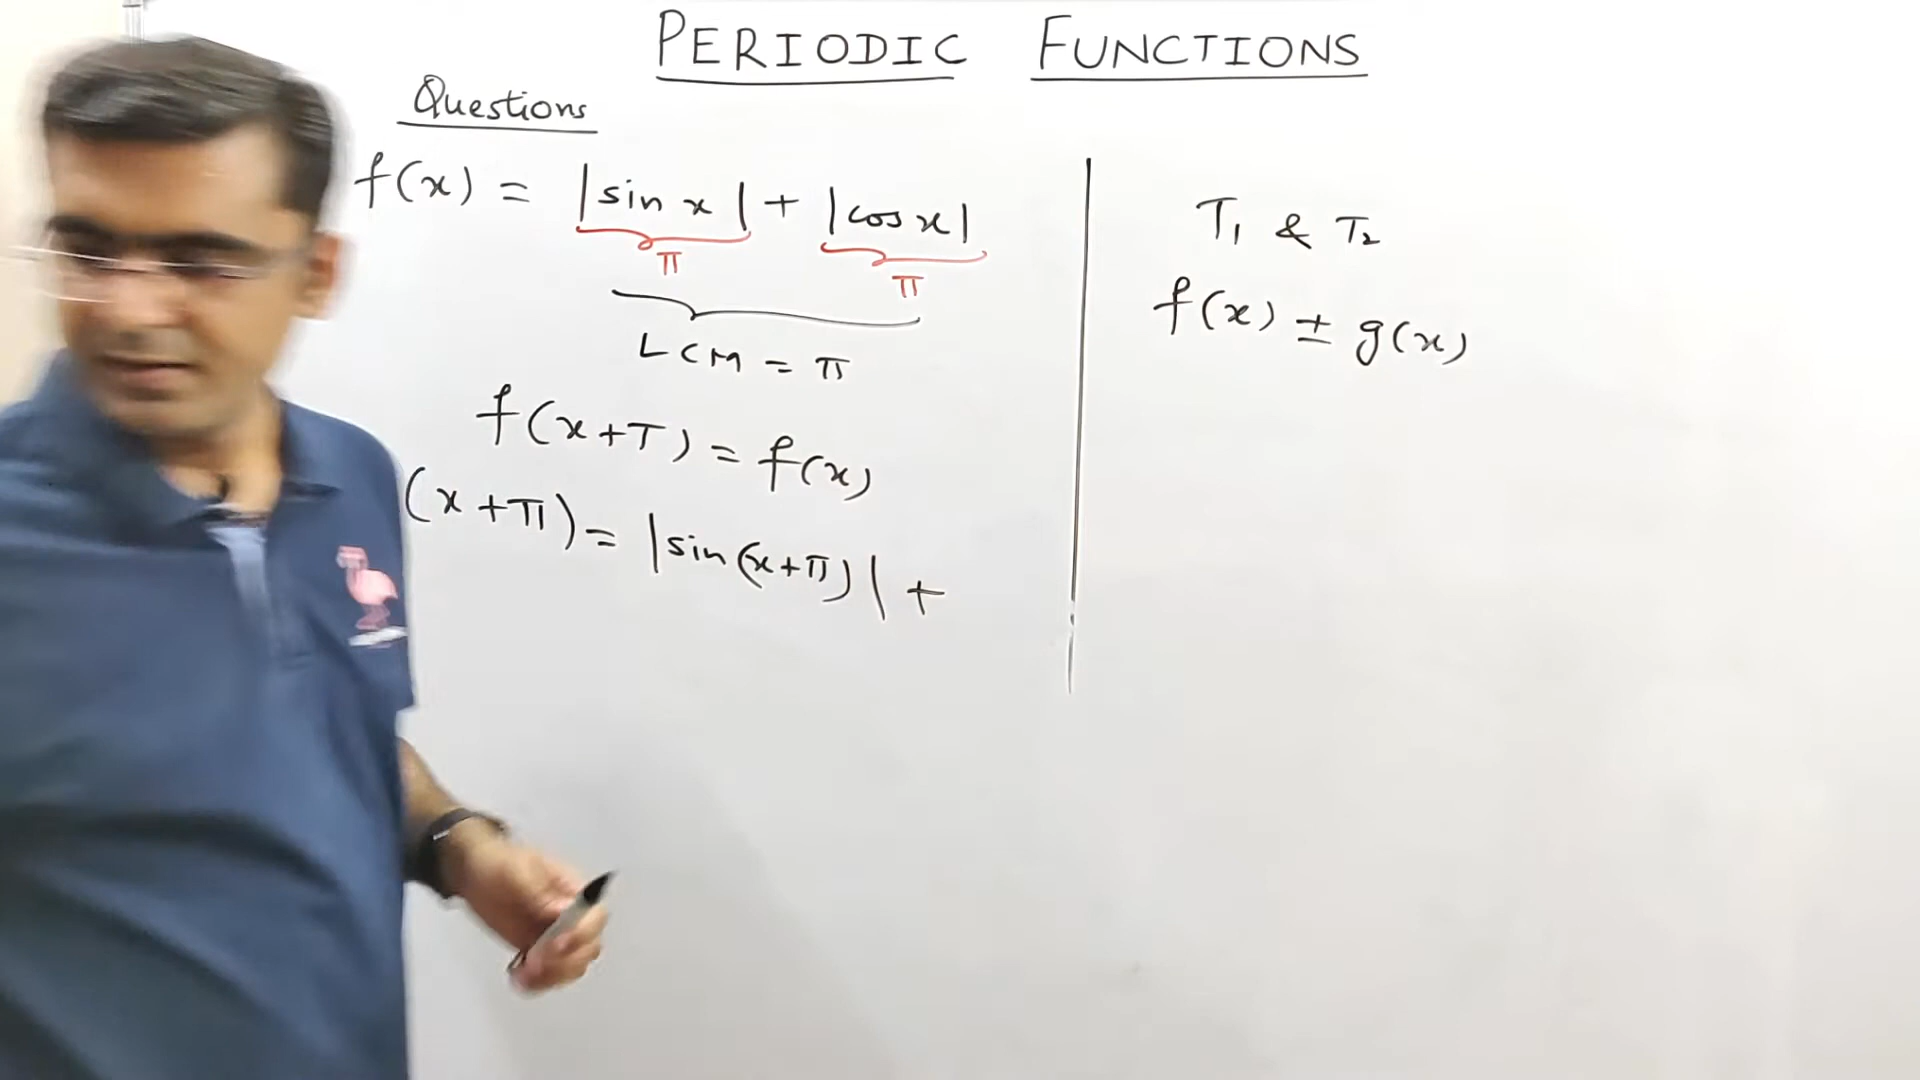 PERIODIC FUNCTIONS
Questions
f(x) = |sin x| + |cos x|
π π
LCM = π
f(x+T) = f(x)
(x+π) = |sin(x+π)| +
T₁ & T₂
f(x) ± g(x)